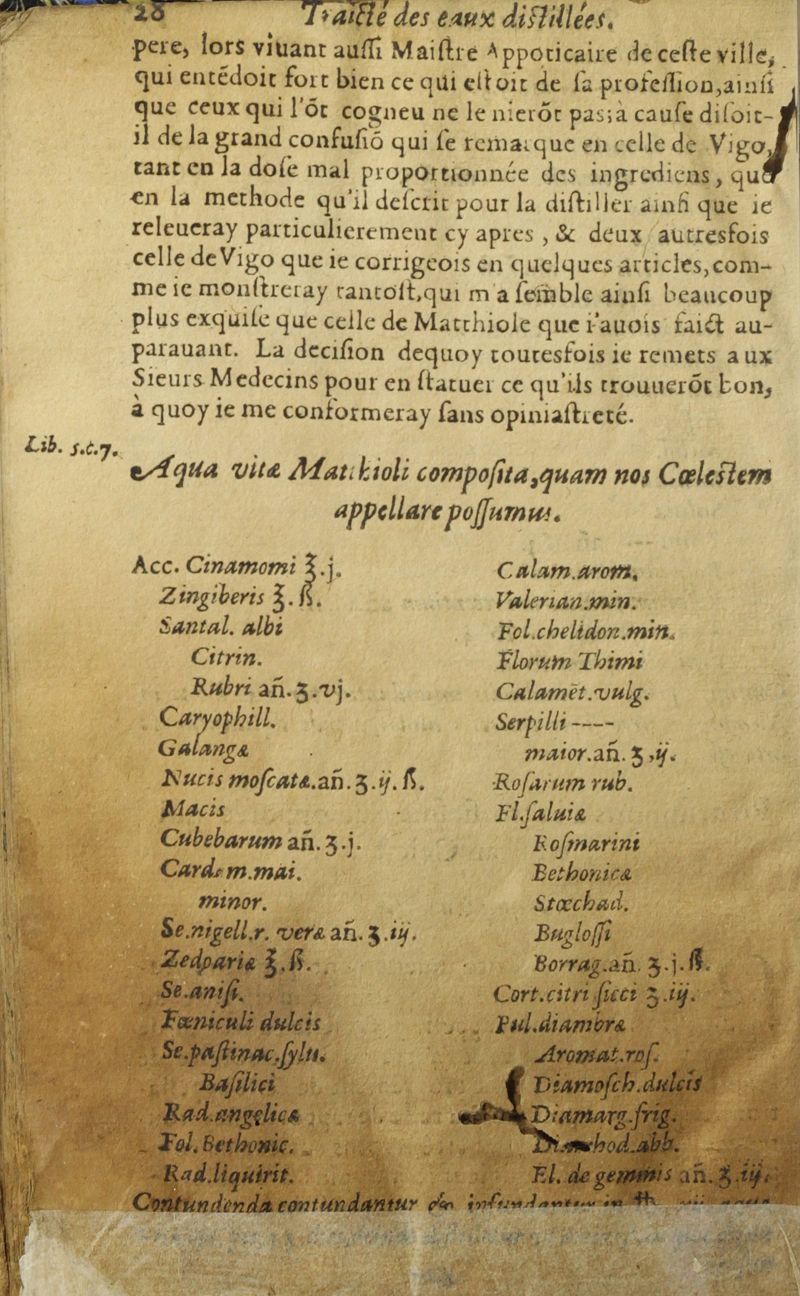 28 Traicté des eaux distillées.
pere, lors viuant aussi Maistre Appoticaire de ceste ville,
qui entēdoit fort bien ce qui estoit de sa profession, ainsi
que ceux qui l'ōt cogneu ne le nierōt pas; à cause disoit-
il de la grand confusiō qui se remarque en celle de Vigo,
tant en la dose mal proportionnée des ingrediens, que
en la methode qu'il descrit pour la distiller ainsi que ie
releueray particulierement cy apres, & deux autresfois
celle de Vigo que ie corrigeois en quelques articles, com-
me ie monstreray tantost, qui m'a semblé ainsi beaucoup
plus exquise que celle de Matthiole que i'auois faict au-
parauant. La decision dequoy toutesfois ie remets aux
Sieurs Medecins pour en statuer ce qu'ils trouuerōt bon,
à quoy ie me conformeray sans opiniastreté.
Lib. 5.c.7.
Aqua vitæ Matthioli composita, quam nos Cœlestem
appellare possumus.
Acc. Cinamomi ℥.j.
Zingiberis ℥.ß.
Santal. albi
Citrin.
Rubri añ.ʒ.vj.
Caryophill.
Galangæ
Nucis moscatæ.añ.ʒ.ij.ß.
Macis
Cubebarum añ.ʒ.j.
Cardam.mai.
minor.
Se.nigell.r. veræ añ.ʒ.iij.
Zedoariæ ℥.ß.
Se.anisi.
Fœniculi dulcis
Se.pastinac.sylu.
Basilici
Rad.angelicæ
Fol.Bethonic.
Rad.liquirit.
Calam.arom.
Valerian.min.
Fol.chelidon.min.
Florum Thimi
Calamēt.vulg.
Serpilli ----
maior.añ.ʒ.ij.
Rosarum rub.
Fl.saluiæ
Rosmarini
Bethonicæ
Stœchad.
Buglossi
Borrag.añ.ʒ.j.ß.
Cort.citri sicci ʒ.iij.
Pul.diambræ
Aromat.ros.
Diamosch.dulcis
Diamarg.frig.
abb.
El. de gemmis añ.ʒ.iij.
Contundenda contundantur & infundantur in